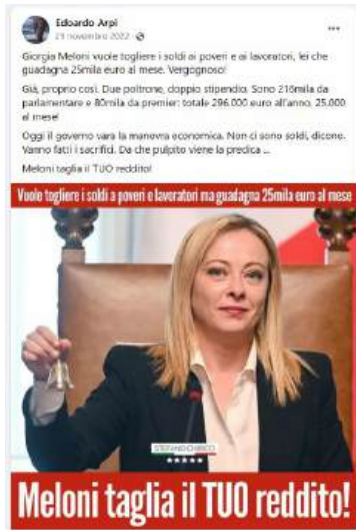 Edoardo Arpi
21 novembre 2022
Giorgia Meloni vuole togliere i soldi ai poveri e ai lavoratori, lei che
guadagna 25mila euro al mese. Vergognoso!
Già, proprio così. Due poltrone, doppio stipendio. Sono 216mila da
parlamentare e 80mila da premier: totale 296.000 euro all'anno, 25.000
al mese!
Oggi il governo vara la manovra economica. Non ci sono soldi, dicono.
Vanno fatti i sacrifici. Da che pulpito viene la predica ...
Meloni taglia il TUO reddito!
Vuole togliere i soldi a poveri e lavoratori ma guadagna 25mila euro al mese
STEFANO CHIRICO
Meloni taglia il TUO reddito!